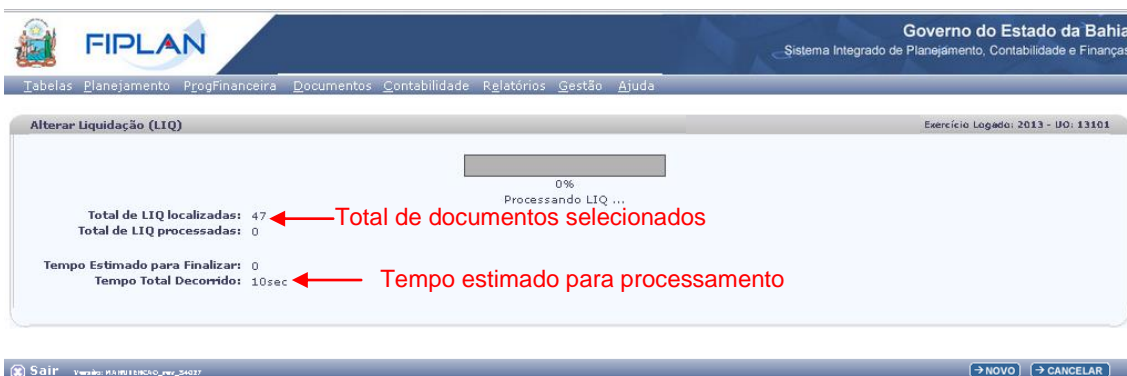 FIPLAN
Governo do Estado da Bahia
Sistema Integrado de Planejamento, Contabilidade e Finanças
Tabelas Planejamento ProgFinanceira Documentos Contabilidade Relatórios Gestão Ajuda
Alterar Liquidação (LIQ)
Exercício Logado: 2013 - UO: 13101
0%
Processando LIQ ...
Total de LIQ localizadas: 47
Total de documentos selecionados
Total de LIQ processadas: 0
Tempo Estimado para Finalizar: 0
Tempo Total Decorrido: 10sec
Tempo estimado para processamento
Sair Versão: MANUTENCAO_rev_34027
NOVO CANCELAR